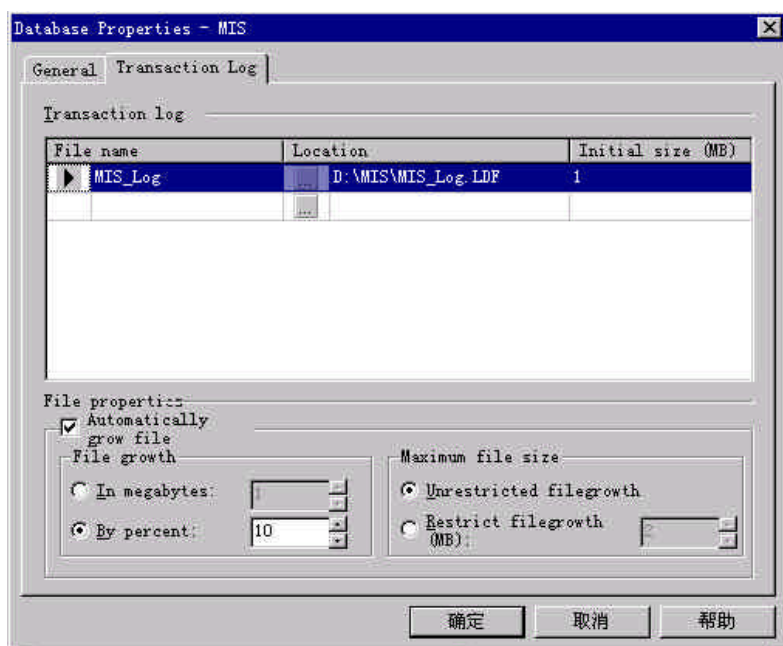 Database Properties - MIS
General Transaction Log
Transaction log
File name Location Initial size (MB)
MIS_Log ... D:\MIS\MIS_Log.LDF 1
...
File properties
Automatically
grow file
File growth Maximum file size
In megabytes: 1 Unrestricted filegrowth
By percent: 10 Restrict filegrowth
(MB): 2
确定 取消 帮助